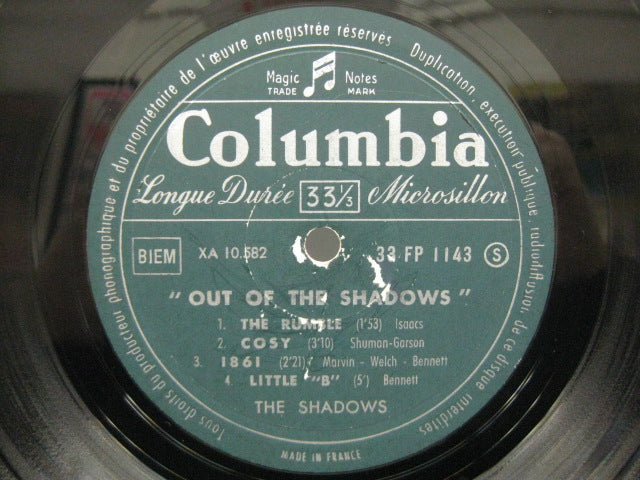 Tous droits du producteur phonographique et du propriétaire de l'œuvre enregistrée réservés Duplication, exécution publique, radiodiffusion de ce disque interdites
Magic Notes
TRADE MARK
Columbia
Longue Durée 33 1/3 Microsillon
BIEM XA 10.582 33 FP 1143 S
"OUT OF THE SHADOWS"
1. THE RUMBLE (1'53) Isaacs
2. COSY (3'10) Shuman-Garson
3. 1861 (2'21) Marvin - Welch - Bennett
4. LITTLE "B" (5') Bennett
THE SHADOWS
MADE IN FRANCE